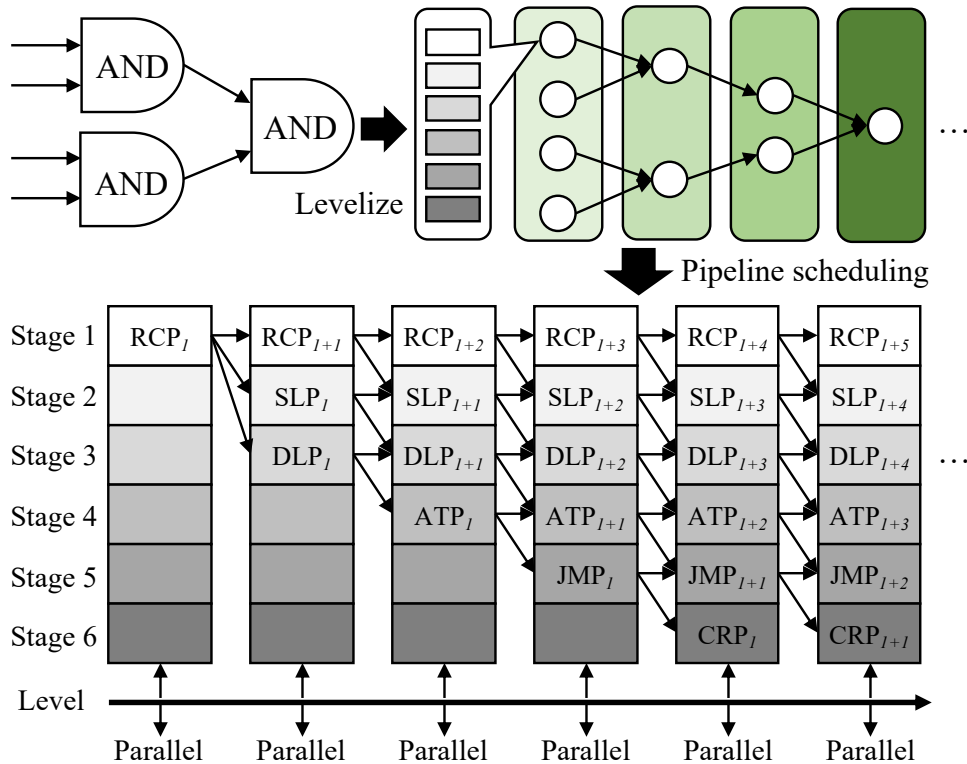 AND
AND
AND
Levelize
…
Pipeline scheduling
Stage 1 RCP1 RCP1+1 RCP1+2 RCP1+3 RCP1+4 RCP1+5
Stage 2 SLP1 SLP1+1 SLP1+2 SLP1+3 SLP1+4
Stage 3 DLP1 DLP1+1 DLP1+2 DLP1+3 DLP1+4 …
Stage 4 ATP1 ATP1+1 ATP1+2 ATP1+3
Stage 5 JMP1 JMP1+1 JMP1+2
Stage 6 CRP1 CRP1+1
Level
Parallel Parallel Parallel Parallel Parallel Parallel